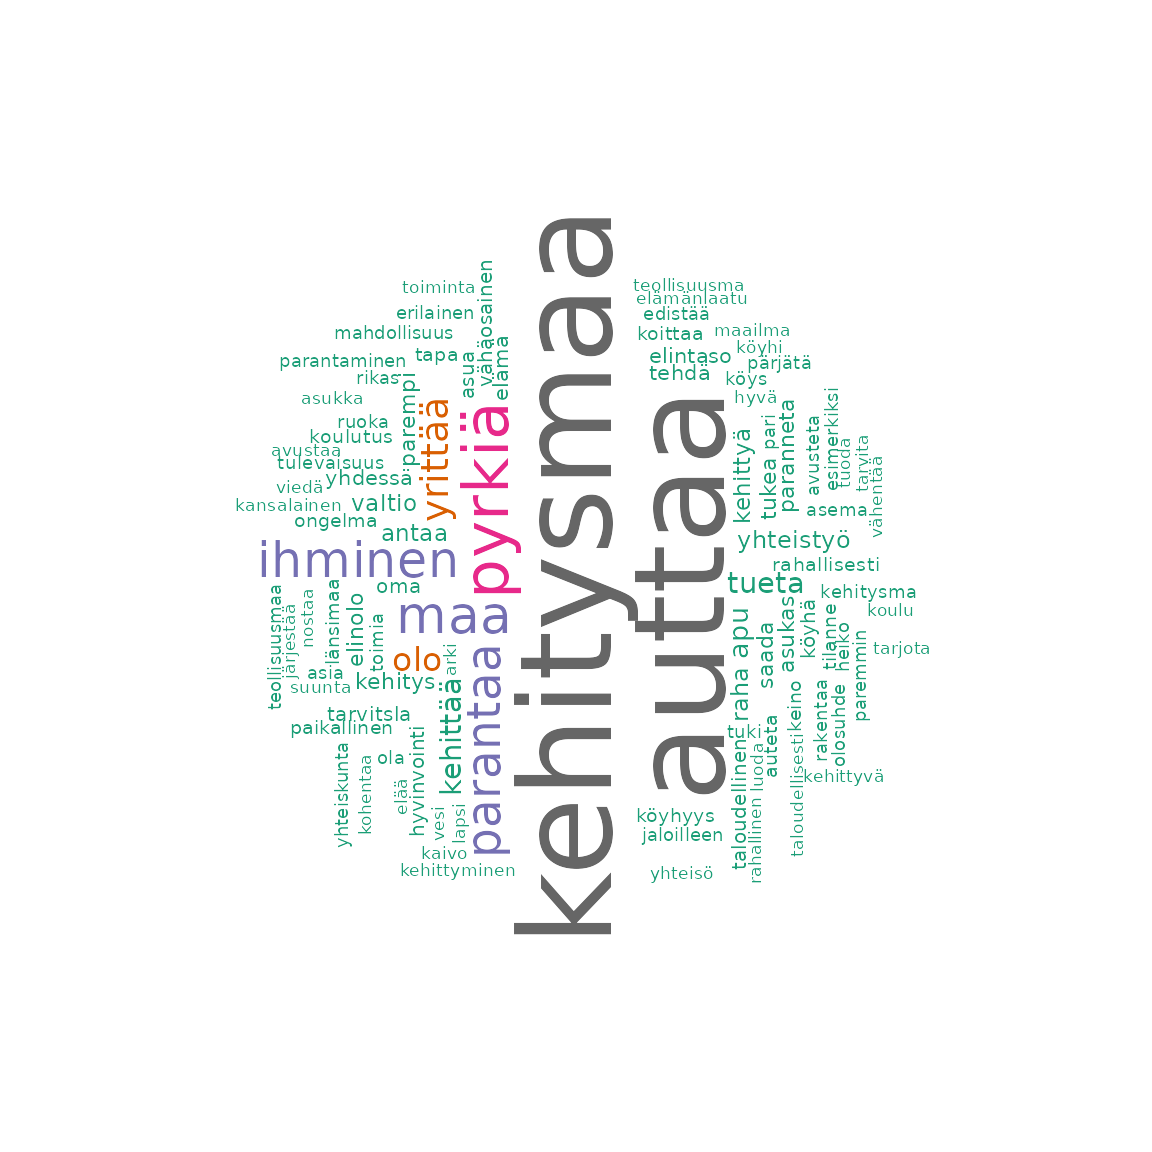 kehitysmaa
auttaa
pyrkiä
ihminen
maa
parantaa
yrittää
olo
kehittää
tueta
toiminta
erilainen
mahdollisuus
vähäosainen
parantaminen
tapa
asua
elämä
rikas
asukka
parempi
ruoka
koulutus
avustaa
tulevaisuus
yhdessä
viedä
kansalainen
valtio
ongelma
antaa
oma
teollisuusmaa
järjestää
nostaa
länsimaa
elinolo
toimia
arki
asia
suunta
kehitys
tarvitsla
paikallinen
yhteiskunta
kohentaa
ola
elää
hyvinvointi
vesi
lapsi
kaivo
kehittyminen
teollisuusma
elämänlaatu
edistää
koittaa
maailma
köyhi
elintaso
pärjätä
tehdä
köys
hyvä
kehittyä
tukea
pari
paranneta
avusteta
esimerkiksi
tuoda
tarvita
vähentää
asema
yhteistyö
rahallisesti
kehitysma
koulu
raha
apu
saada
asukas
köyhä
tilanne
heiko
paremmin
tarjota
tuki
auteta
keino
rakentaa
olosuhde
taloudellinen
luoda
rahallinen
taloudellisesti
kehittyvä
köyhyys
jaloilleen
yhteisö